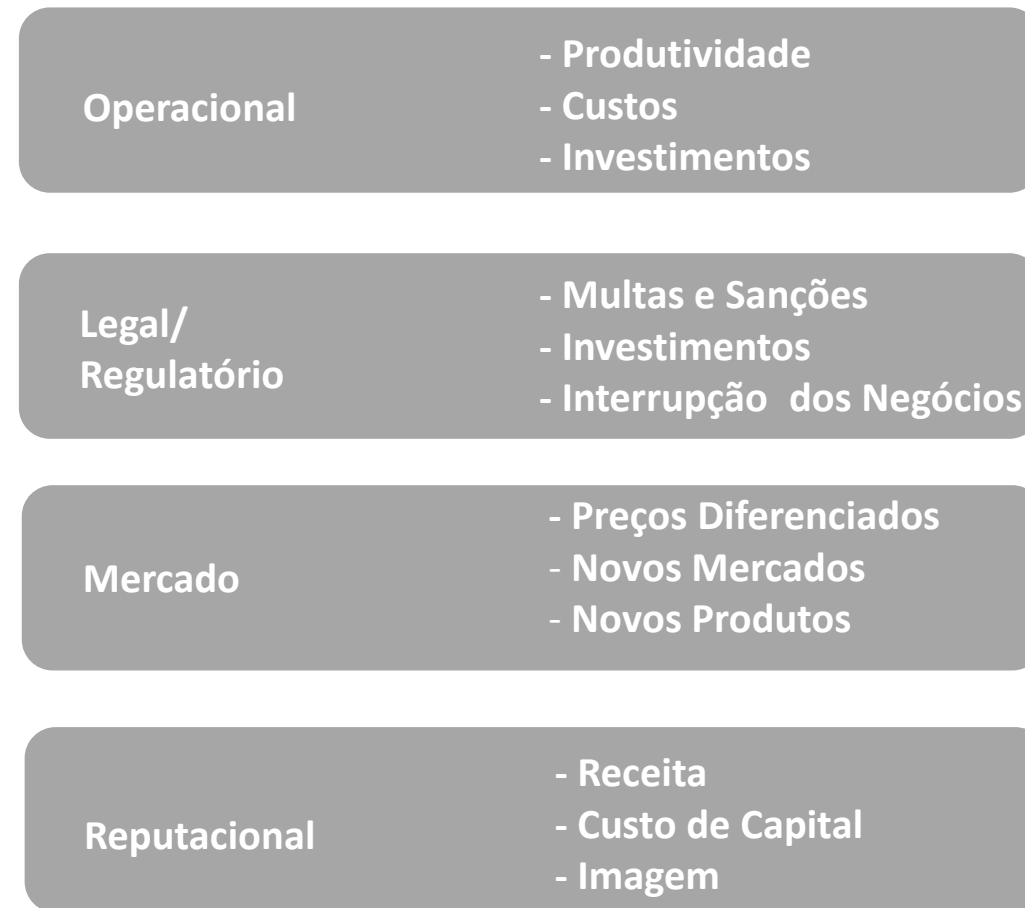 Operacional
- Produtividade
- Custos
- Investimentos
Legal/
Regulatório
- Multas e Sanções
- Investimentos
- Interrupção  dos Negócios
Mercado
- Preços Diferenciados
- Novos Mercados
- Novos Produtos
Reputacional
- Receita
- Custo de Capital
- Imagem